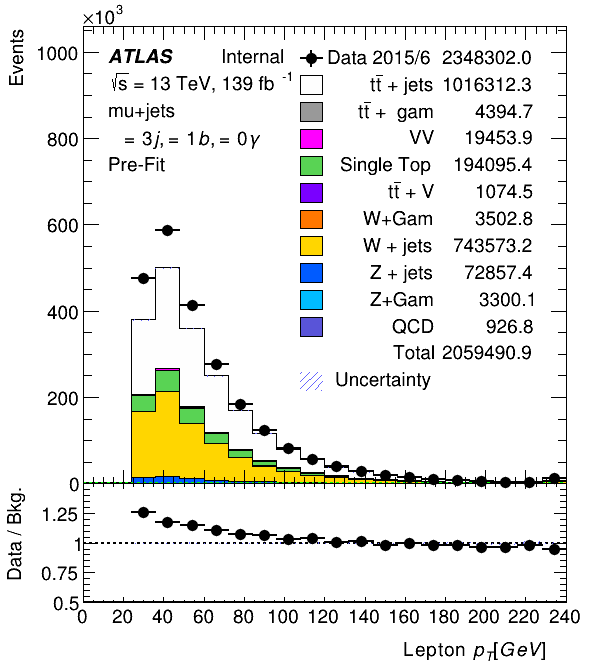 ×10³
Events
1000
800
600
400
200
0
ATLAS Internal
√s = 13 TeV, 139 fb⁻¹
mu+jets
= 3j, = 1b, = 0γ
Pre-Fit
Data 2015/6 2348302.0
tt̄ + jets 1016312.3
tt̄ + gam 4394.7
VV 19453.9
Single Top 194095.4
tt̄ + V 1074.5
W+Gam 3502.8
W + jets 743573.2
Z + jets 72857.4
Z+Gam 3300.1
QCD 926.8
Total 2059490.9
Uncertainty
Data / Bkg.
1.25
1
0.75
0.5
0 20 40 60 80 100 120 140 160 180 200 220 240
Lepton p_T[GeV]